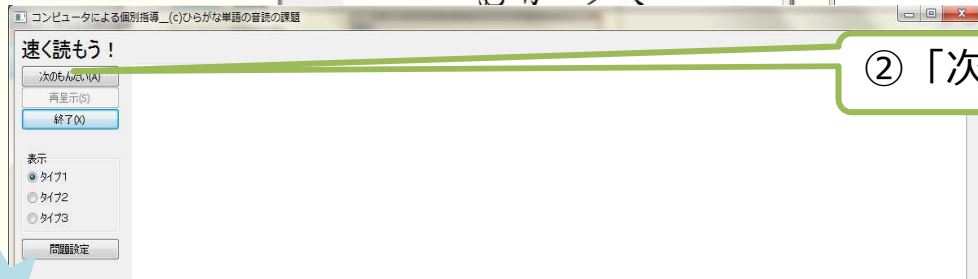 コンピュータによる個別指導__(c)ひらがな単語の音読の課題
速く読もう！
次のもんだい(A)
②「次
再呈示(S)
終了(X)
表示
タイプ1
タイプ2
タイプ3
問題設定